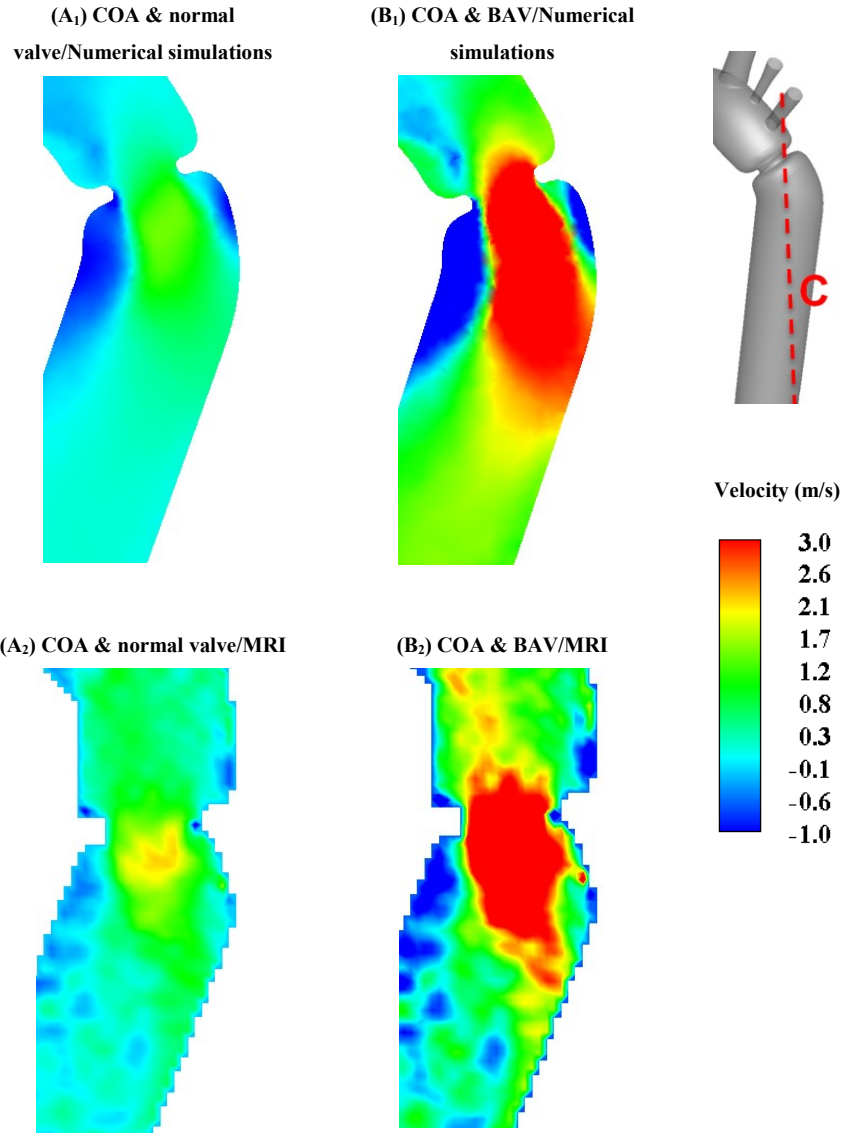 (A₁) COA & normal
valve/Numerical simulations
(B₁) COA & BAV/Numerical
simulations
C
Velocity (m/s)
3.0
2.6
2.1
1.7
1.2
0.8
0.3
-0.1
-0.6
-1.0
(A₂) COA & normal valve/MRI
(B₂) COA & BAV/MRI